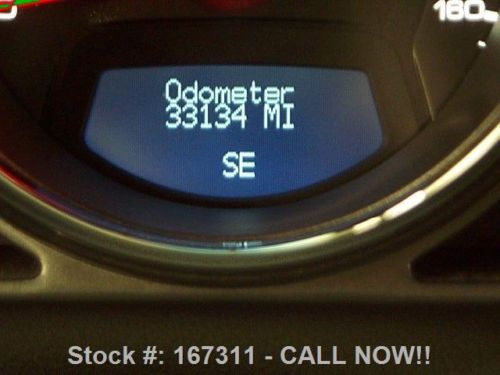 160
Odometer
33134 MI
SE
Stock #: 167311 - CALL NOW!!